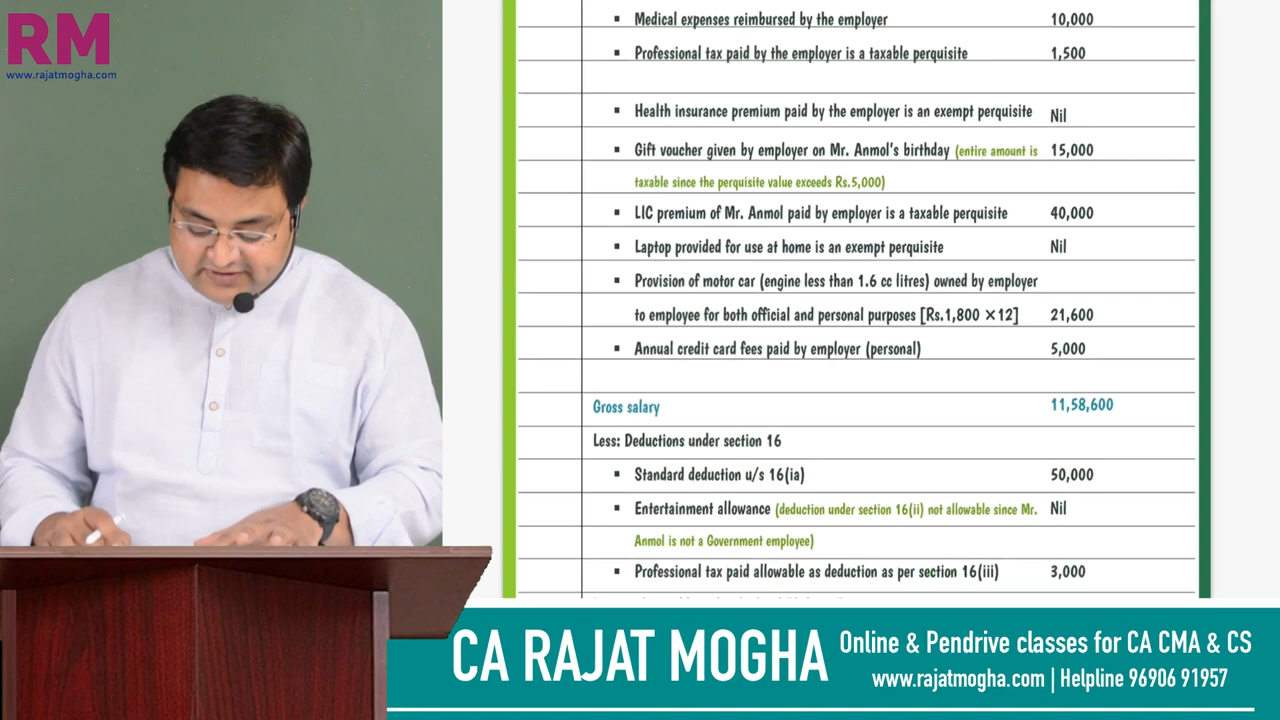 RM
www.rajatmogha.com
▪ Medical expenses reimbursed by the employer 10,000
▪ Professional tax paid by the employer is a taxable perquisite 1,500
▪ Health insurance premium paid by the employer is an exempt perquisite Nil
▪ Gift voucher given by employer on Mr. Anmol's birthday (entire amount is 15,000
taxable since the perquisite value exceeds Rs.5,000)
▪ LIC premium of Mr. Anmol paid by employer is a taxable perquisite 40,000
▪ Laptop provided for use at home is an exempt perquisite Nil
▪ Provision of motor car (engine less than 1.6 cc litres) owned by employer
to employee for both official and personal purposes [Rs.1,800 ×12] 21,600
▪ Annual credit card fees paid by employer (personal) 5,000
Gross salary 11,58,600
Less: Deductions under section 16
▪ Standard deduction u/s 16(ia) 50,000
▪ Entertainment allowance (deduction under section 16(ii) not allowable since Mr. Nil
Anmol is not a Government employee)
▪ Professional tax paid allowable as deduction as per section 16(iii) 3,000
CA RAJAT MOGHA
Online & Pendrive classes for CA CMA & CS
www.rajatmogha.com | Helpline 96906 91957